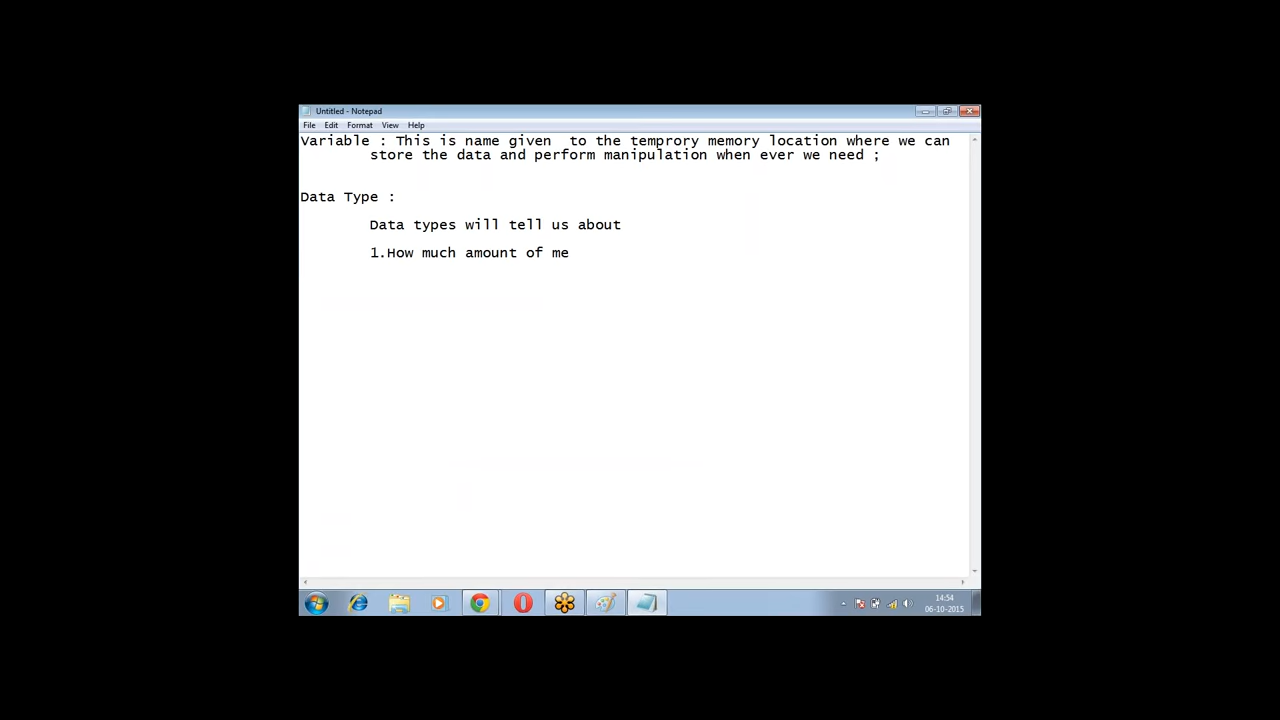 Untitled - Notepad
File Edit Format View Help
Variable : This is name given  to the temprory memory location where we can
store the data and perform manipulation when ever we need ;
Data Type :
Data types will tell us about
1.How much amount of me
14:54
06-10-2015